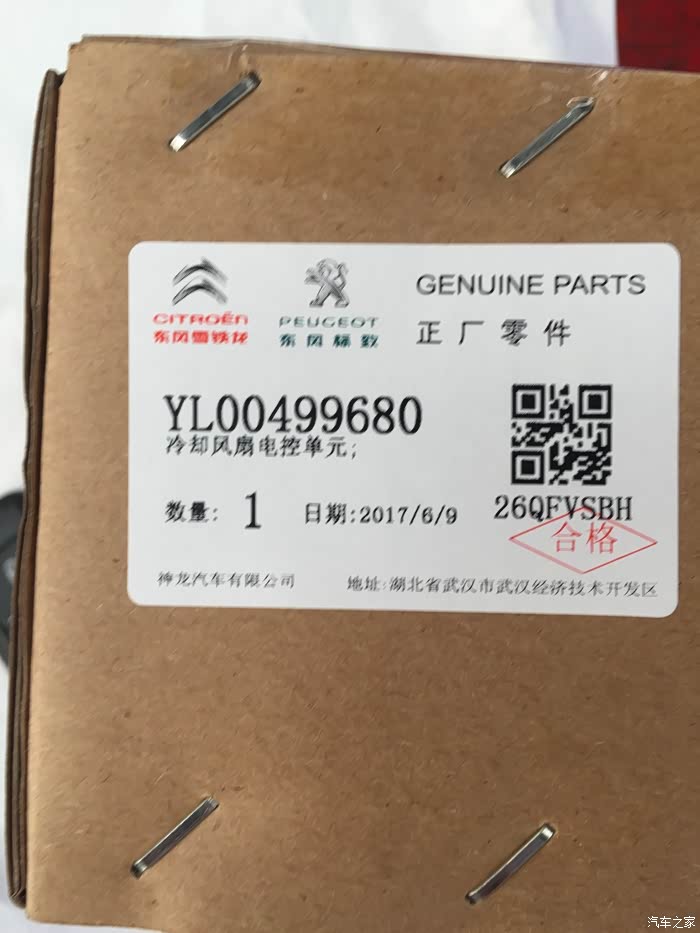 CITROËN
东风雪铁龙
PEUGEOT
东风标致
GENUINE PARTS
正厂零件
YL00499680
冷却风扇电控单元;
数量: 1 日期:2017/6/9
26QFVSBH
合格
神龙汽车有限公司 地址:湖北省武汉市武汉经济技术开发区
汽车之家